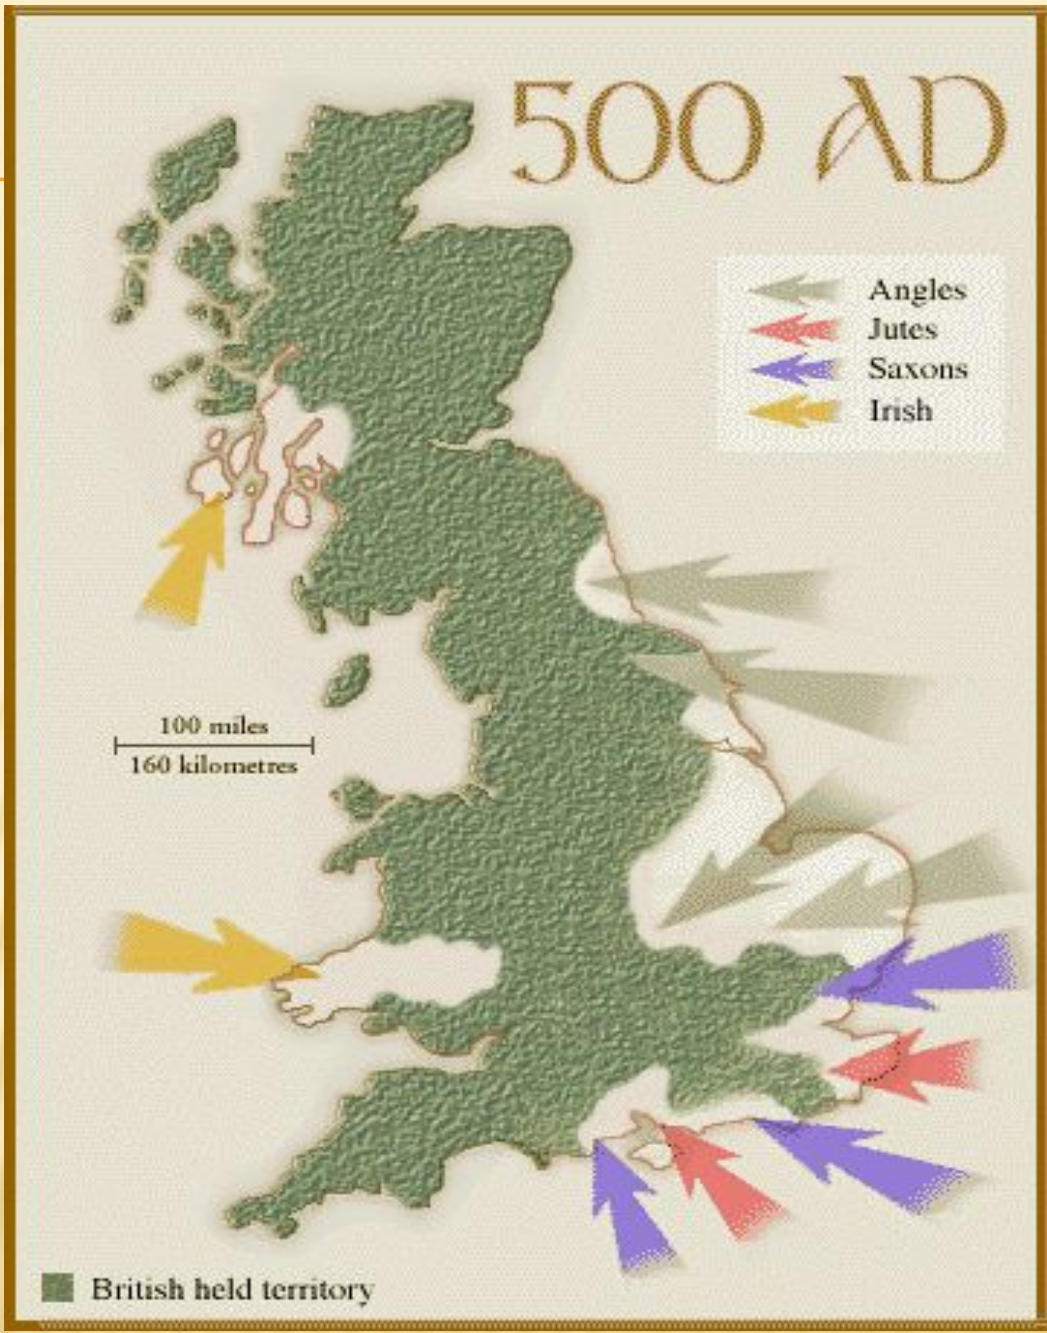 500 AD
Angles
Jutes
Saxons
Irish
100 miles
160 kilometres
British held territory